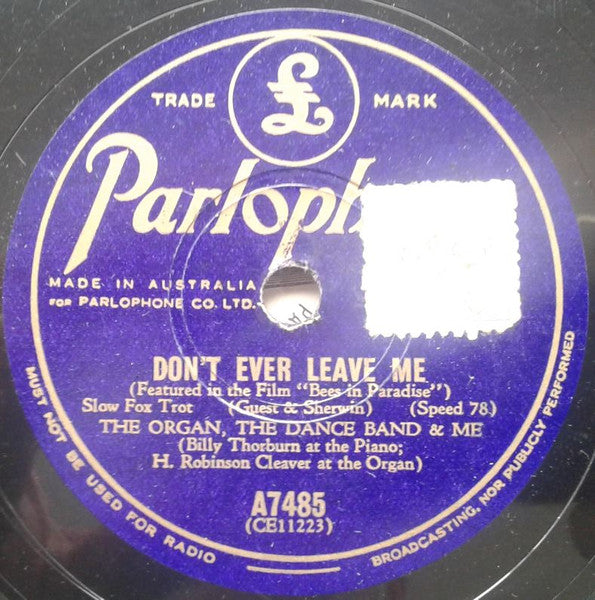 TRADE MARK
Parloph
MADE IN AUSTRALIA
FOR PARLOPHONE CO. LTD.
DON'T EVER LEAVE ME
(Featured in the Film "Bees in Paradise")
Slow Fox Trot (Guest & Sherwin) (Speed 78.)
THE ORGAN, THE DANCE BAND & ME
(Billy Thorburn at the Piano;
H. Robinson Cleaver at the Organ)
A7485
(CE11223)
MUST NOT BE USED FOR RADIO BROADCASTING, NOR PUBLICLY PERFORMED